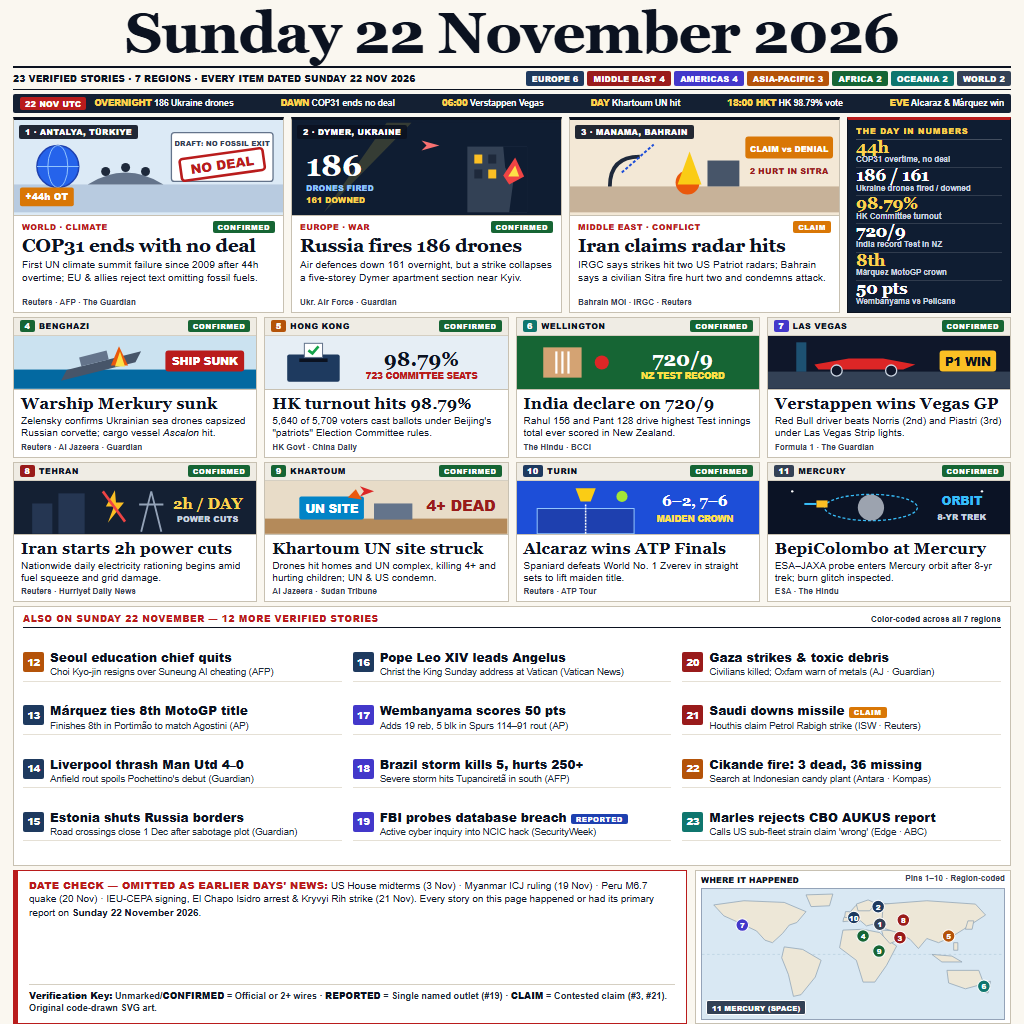 Sunday 22 November 2026
23 VERIFIED STORIES · 7 REGIONS · EVERY ITEM DATED SUNDAY 22 NOV 2026
EUROPE 6
MIDDLE EAST 4
AMERICAS 4
ASIA-PACIFIC 3
AFRICA 2
OCEANIA 2
WORLD 2
22 NOV UTC
OVERNIGHT 186 Ukraine drones
DAWN COP31 ends no deal
06:00 Verstappen Vegas
DAY Khartoum UN hit
18:00 HKT HK 98.79% vote
EVE Alcaraz & Márquez win
1 · ANTALYA, TÜRKIYE
DRAFT: NO FOSSIL EXIT
NO DEAL
+44h OT
WORLD · CLIMATE
CONFIRMED
COP31 ends with no deal
First UN climate summit failure since 2009 after 44h
overtime; EU & allies reject text omitting fossil fuels.
Reuters · AFP · The Guardian
2 · DYMER, UKRAINE
186
DRONES FIRED
161 DOWNED
EUROPE · WAR
CONFIRMED
Russia fires 186 drones
Air defences down 161 overnight, but a strike collapses
a five-storey Dymer apartment section near Kyiv.
Ukr. Air Force · Guardian
3 · MANAMA, BAHRAIN
CLAIM vs DENIAL
2 HURT IN SITRA
MIDDLE EAST · CONFLICT
CLAIM
Iran claims radar hits
IRGC says strikes hit two US Patriot radars; Bahrain
says a civilian Sitra fire hurt two and condemns attack.
Bahrain MOI · IRGC · Reuters
THE DAY IN NUMBERS
44h
COP31 overtime, no deal
186 / 161
Ukraine drones fired / downed
98.79%
HK Committee turnout
720/9
India record Test in NZ
8th
Márquez MotoGP crown
50 pts
Wembanyama vs Pelicans
4 BENGHAZI
CONFIRMED
SHIP SUNK
Warship Merkury sunk
Zelensky confirms Ukrainian sea drones capsized
Russian corvette; cargo vessel Ascalon hit.
Reuters · Al Jazeera · Guardian
5 HONG KONG
CONFIRMED
98.79%
723 COMMITTEE SEATS
HK turnout hits 98.79%
5,640 of 5,709 voters cast ballots under Beijing's
"patriots" Election Committee rules.
HK Govt · China Daily
6 WELLINGTON
CONFIRMED
720/9
NZ TEST RECORD
India declare on 720/9
Rahul 156 and Pant 128 drive highest Test innings
total ever scored in New Zealand.
The Hindu · BCCI
7 LAS VEGAS
CONFIRMED
P1 WIN
Verstappen wins Vegas GP
Red Bull driver beats Norris (2nd) and Piastri (3rd)
under Las Vegas Strip lights.
Formula 1 · The Guardian
8 TEHRAN
CONFIRMED
2h / DAY
POWER CUTS
Iran starts 2h power cuts
Nationwide daily electricity rationing begins amid
fuel squeeze and grid damage.
Reuters · Hurriyet Daily News
9 KHARTOUM
CONFIRMED
UN SITE
4+ DEAD
Khartoum UN site struck
Drones hit homes and UN complex, killing 4+ and
hurting children; UN & US condemn.
Al Jazeera · Sudan Tribune
10 TURIN
CONFIRMED
6–2, 7–6
MAIDEN CROWN
Alcaraz wins ATP Finals
Spaniard defeats World No. 1 Zverev in straight
sets to lift maiden title.
Reuters · ATP Tour
11 MERCURY
CONFIRMED
ORBIT
8-YR TREK
BepiColombo at Mercury
ESA–JAXA probe enters Mercury orbit after 8-yr
trek; burn glitch inspected.
ESA · The Hindu
ALSO ON SUNDAY 22 NOVEMBER — 12 MORE VERIFIED STORIES
Color-coded across all 7 regions
12 Seoul education chief quits
Choi Kyo-jin resigns over Suneung AI cheating (AFP)
13 Márquez ties 8th MotoGP title
Finishes 8th in Portimão to match Agostini (AP)
14 Liverpool thrash Man Utd 4–0
Anfield rout spoils Pochettino's debut (Guardian)
15 Estonia shuts Russia borders
Road crossings close 1 Dec after sabotage plot (Guardian)
16 Pope Leo XIV leads Angelus
Christ the King Sunday address at Vatican (Vatican News)
17 Wembanyama scores 50 pts
Adds 19 reb, 5 blk in Spurs 114–91 rout (AP)
18 Brazil storm kills 5, hurts 250+
Severe storm hits Tupanciretã in south (AFP)
19 FBI probes database breach REPORTED
Active cyber inquiry into NCIC hack (SecurityWeek)
20 Gaza strikes & toxic debris
Civilians killed; Oxfam warn of metals (AJ · Guardian)
21 Saudi downs missile CLAIM
Houthis claim Petrol Rabigh strike (ISW · Reuters)
22 Cikande fire: 3 dead, 36 missing
Search at Indonesian candy plant (Antara · Kompas)
23 Marles rejects CBO AUKUS report
Calls US sub-fleet strain claim 'wrong' (Edge · ABC)
DATE CHECK — OMITTED AS EARLIER DAYS' NEWS: US House midterms (3 Nov) · Myanmar ICJ ruling (19 Nov) · Peru M6.7
quake (20 Nov) · IEU-CEPA signing, El Chapo Isidro arrest & Kryvyi Rih strike (21 Nov). Every story on this page happened or had its primary
report on Sunday 22 November 2026.
Verification Key: Unmarked/CONFIRMED = Official or 2+ wires · REPORTED = Single named outlet (#19) · CLAIM = Contested claim (#3, #21).
Original code-drawn SVG art.
WHERE IT HAPPENED
Pins 1–10 · Region-coded
2
10
1
8
7
4
3
5
9
6
11 MERCURY (SPACE)